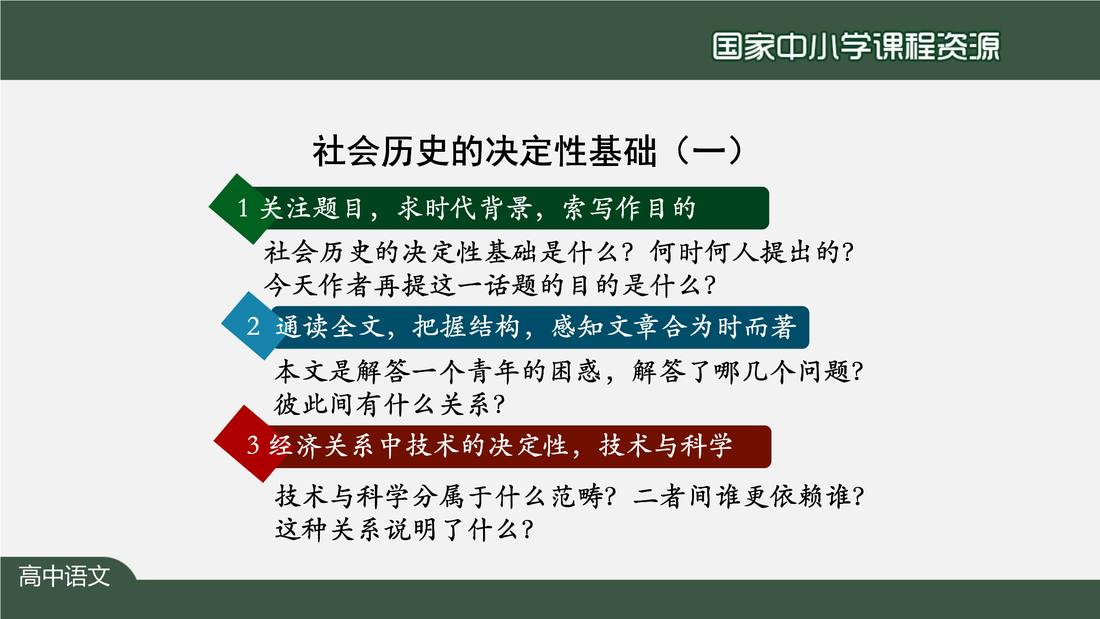 国家中小学课程资源
社会历史的决定性基础（一）
1 关注题目，求时代背景，索写作目的
社会历史的决定性基础是什么？何时何人提出的？
今天作者再提这一话题的目的是什么？
2 通读全文，把握结构，感知文章合为时而著
本文是解答一个青年的困惑，解答了哪几个问题？
彼此间有什么关系？
3 经济关系中技术的决定性，技术与科学
技术与科学分属于什么范畴？二者间谁更依赖谁？
这种关系说明了什么？
高中语文